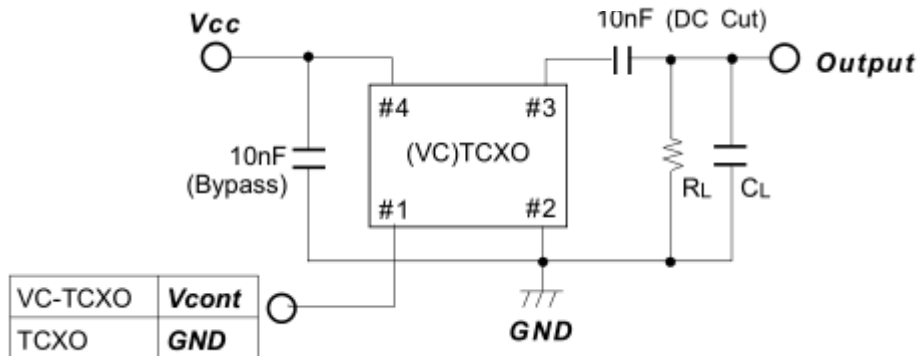 Vcc
10nF (DC Cut)
Output
#4
#3
(VC)TCXO
10nF
(Bypass)
#1
#2
RL
CL
VC-TCXO Vcont
TCXO GND
GND